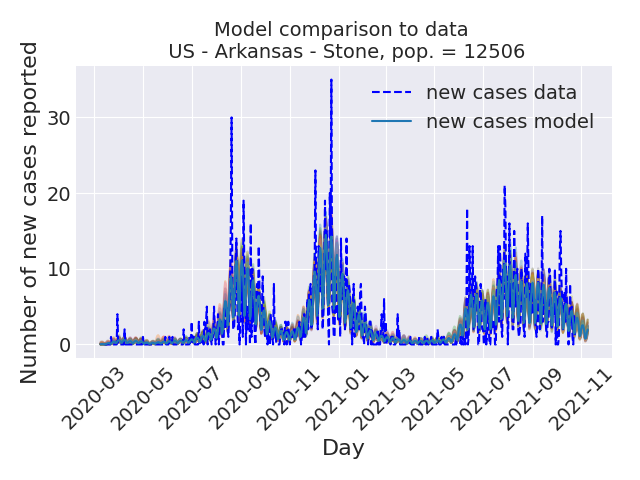 Model comparison to data
US - Arkansas - Stone, pop. = 12506
Number of new cases reported
30
20
10
0
new cases data
new cases model
2020-03
2020-05
2020-07
2020-09
2020-11
2021-01
2021-03
2021-05
2021-07
2021-09
2021-11
Day